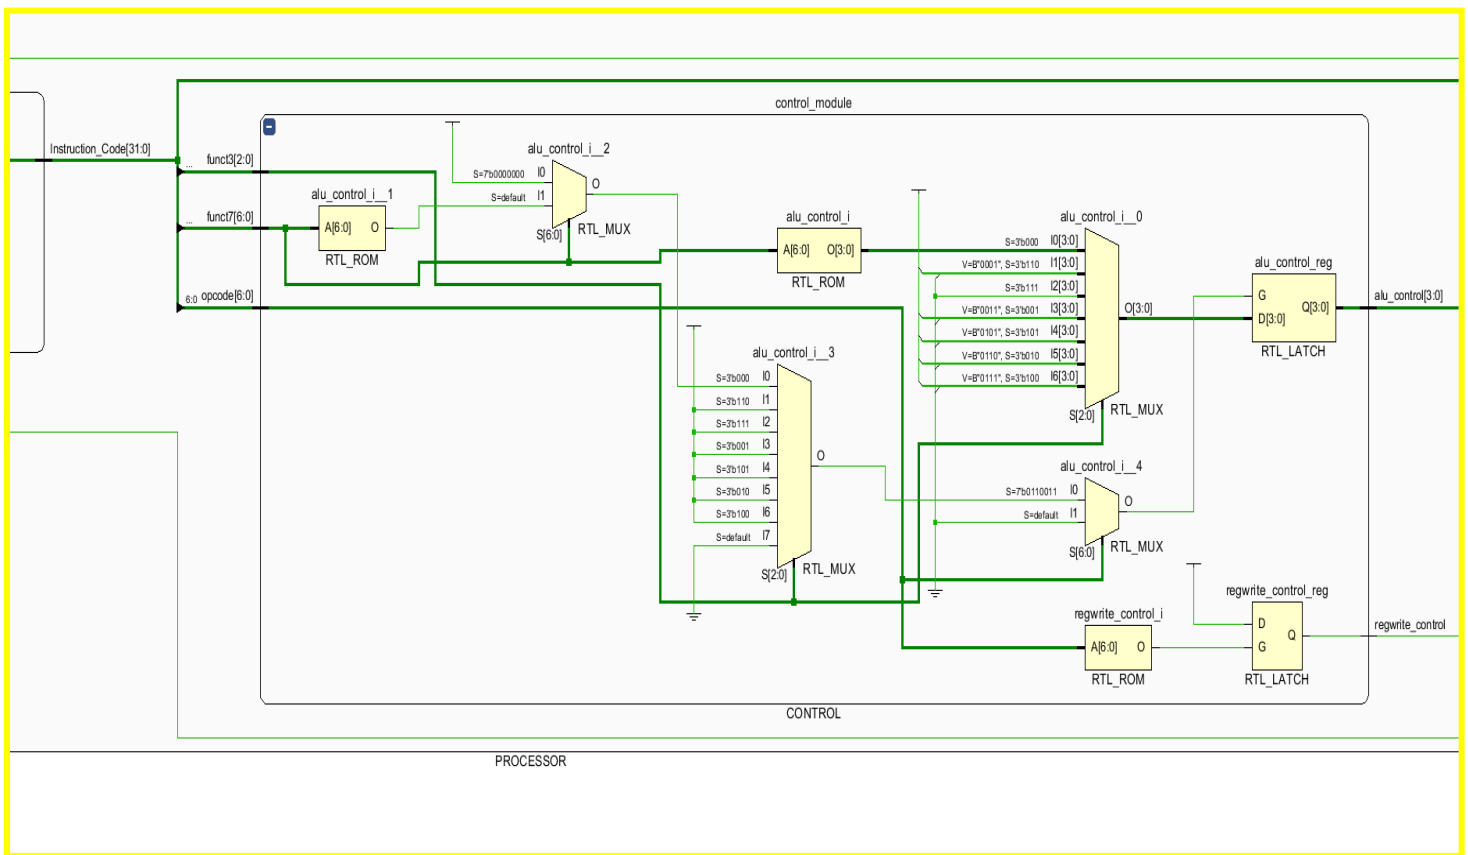 control_module
Instruction_Code[31:0]
...
funct3[2:0]
alu_control_i__2
S=7'b0000000
I0
S=default
I1
O
S[6:0]
RTL_MUX
alu_control_i__1
...
funct7[6:0]
A[6:0]
O
RTL_ROM
6:0
opcode[6:0]
alu_control_i
A[6:0]
O[3:0]
RTL_ROM
alu_control_i__0
S=3'b000
I0[3:0]
V=B"0001", S=3'b110
I1[3:0]
S=3'b111
I2[3:0]
V=B"0011", S=3'b001
I3[3:0]
V=B"0101", S=3'b101
I4[3:0]
V=B"0110", S=3'b010
I5[3:0]
V=B"0111", S=3'b100
I6[3:0]
O[3:0]
S[2:0]
RTL_MUX
alu_control_reg
G
D[3:0]
Q[3:0]
RTL_LATCH
alu_control[3:0]
alu_control_i__3
S=3'b000
I0
S=3'b110
I1
S=3'b111
I2
S=3'b001
I3
S=3'b101
I4
S=3'b010
I5
S=3'b100
I6
S=default
I7
O
S[2:0]
RTL_MUX
alu_control_i__4
S=7'b0110011
I0
S=default
I1
O
S[6:0]
RTL_MUX
regwrite_control_i
A[6:0]
O
RTL_ROM
regwrite_control_reg
D
G
Q
RTL_LATCH
regwrite_control
CONTROL
PROCESSOR